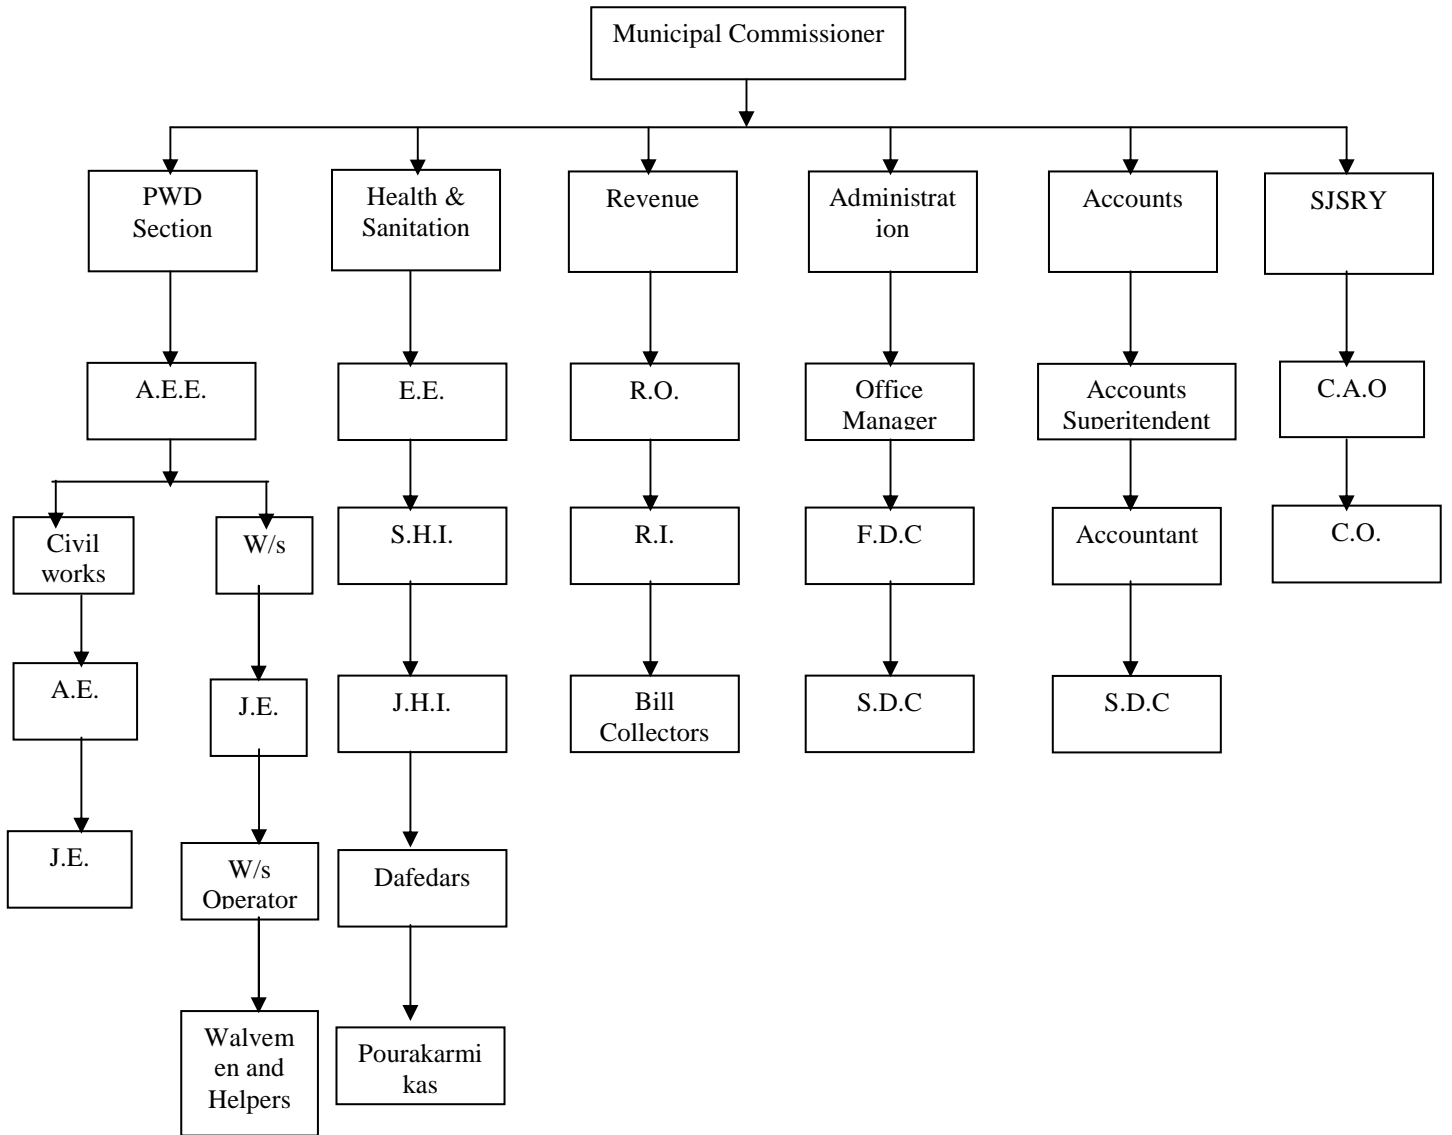 Municipal Commissioner
PWD
Section
Health &
Sanitation
Revenue
Administrat
ion
Accounts
SJSRY
A.E.E.
E.E.
R.O.
Office
Manager
Accounts
Superitendent
C.A.O
Civil
works
W/s
S.H.I.
R.I.
F.D.C
Accountant
C.O.
A.E.
J.E.
J.H.I.
Bill
Collectors
S.D.C
S.D.C
J.E.
W/s
Operator
Dafedars
Walvem
en and
Helpers
Pourakarmi
kas